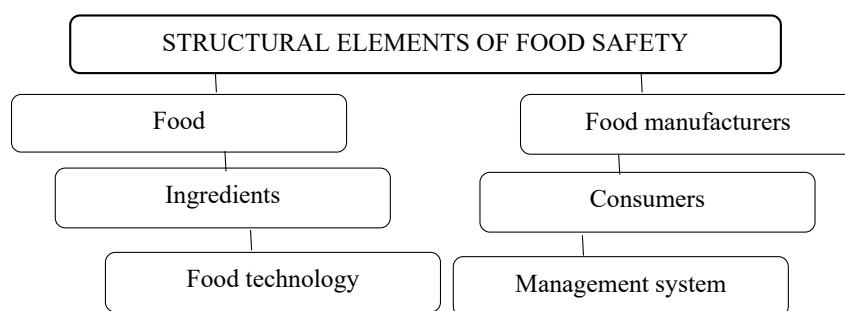 STRUCTURAL ELEMENTS OF FOOD SAFETY
Food
Ingredients
Food technology
Food manufacturers
Consumers
Management system